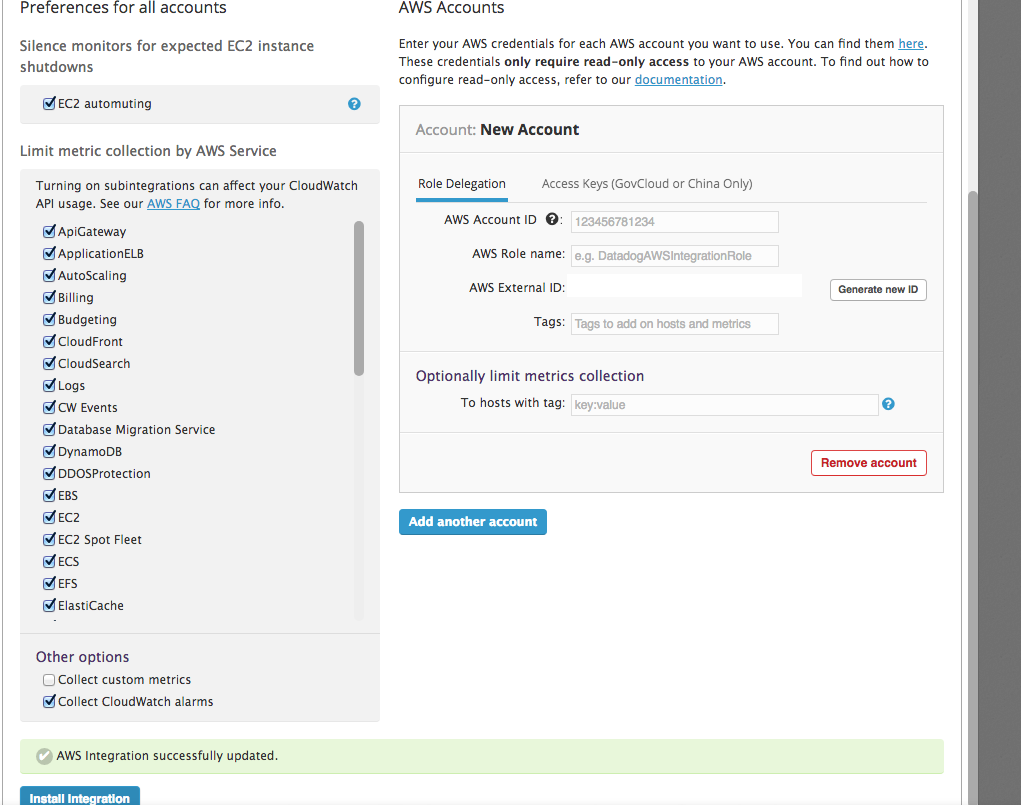 Preferences for all accounts
Silence monitors for expected EC2 instance
shutdowns
EC2 automuting
?
Limit metric collection by AWS Service
Turning on subintegrations can affect your CloudWatch
API usage. See our AWS FAQ for more info.
ApiGateway
ApplicationELB
AutoScaling
Billing
Budgeting
CloudFront
CloudSearch
Logs
CW Events
Database Migration Service
DynamoDB
DDOSProtection
EBS
EC2
EC2 Spot Fleet
ECS
EFS
ElastiCache
Other options
Collect custom metrics
Collect CloudWatch alarms
AWS Accounts
Enter your AWS credentials for each AWS account you want to use. You can find them here.
These credentials only require read-only access to your AWS account. To find out how to
configure read-only access, refer to our documentation.
Account: New Account
Role Delegation Access Keys (GovCloud or China Only)
AWS Account ID ?: 123456781234
AWS Role name: e.g. DatadogAWSIntegrationRole
AWS External ID: Generate new ID
Tags: Tags to add on hosts and metrics
Optionally limit metrics collection
To hosts with tag: key:value ?
Remove account
Add another account
AWS Integration successfully updated.
Install Integration